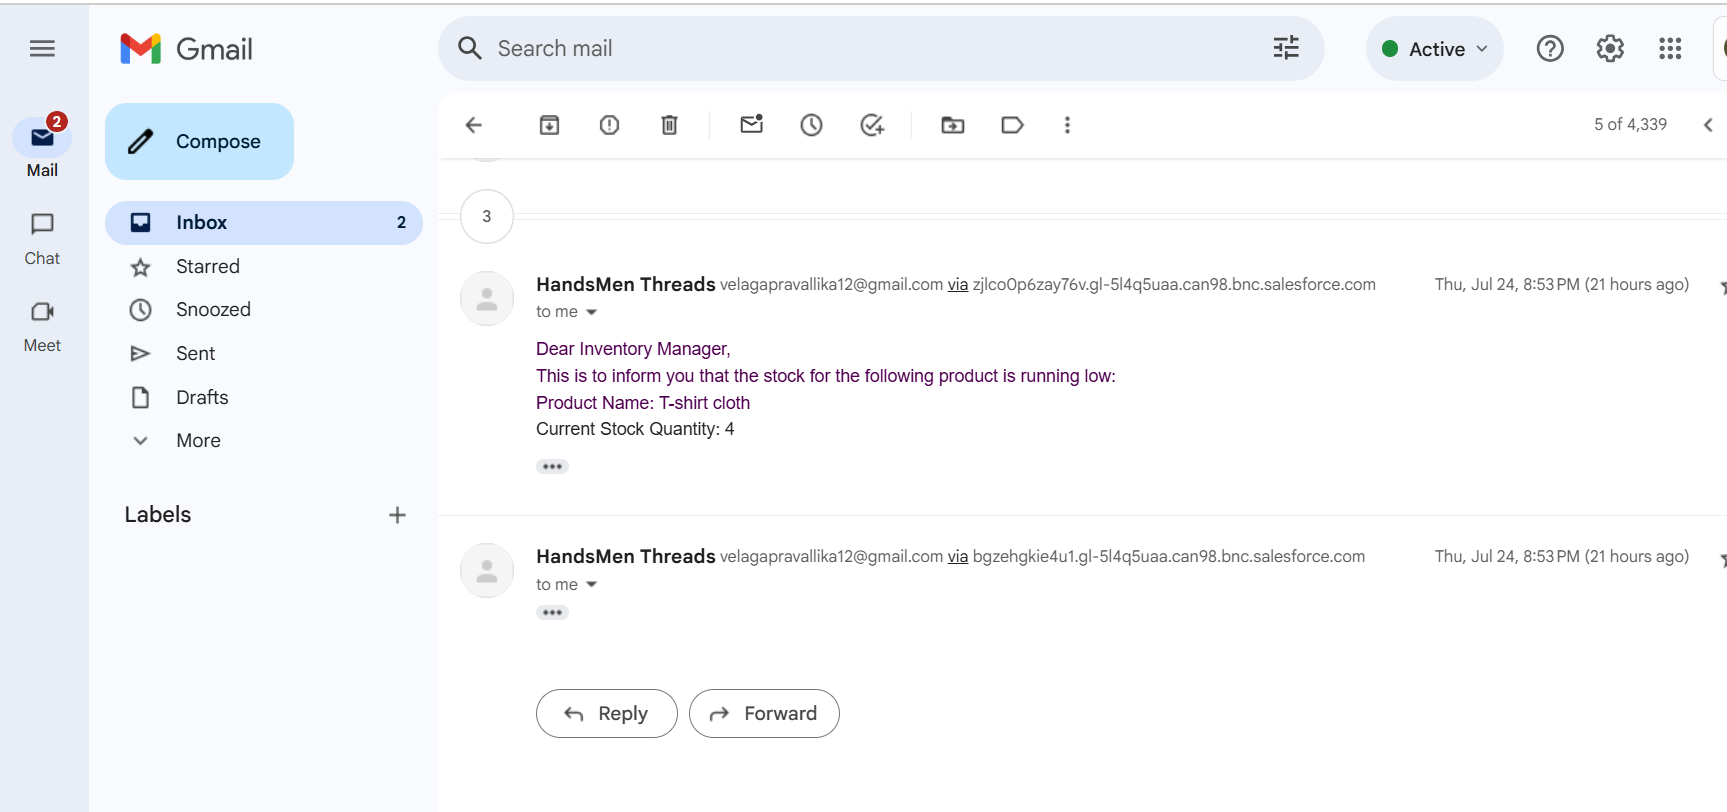 Gmail
Search mail
Active
2
Mail
Compose
5 of 4,339
Inbox 2
Starred
Chat
Snoozed
Meet
Sent
Drafts
More
Labels
3
HandsMen Threads velagapravallika12@gmail.com via zjlco0p6zay76v.gl-5l4q5uaa.can98.bnc.salesforce.com Thu, Jul 24, 8:53 PM (21 hours ago)
to me
Dear Inventory Manager,
This is to inform you that the stock for the following product is running low:
Product Name: T-shirt cloth
Current Stock Quantity: 4
HandsMen Threads velagapravallika12@gmail.com via bgzehgkie4u1.gl-5l4q5uaa.can98.bnc.salesforce.com Thu, Jul 24, 8:53 PM (21 hours ago)
to me
Reply
Forward